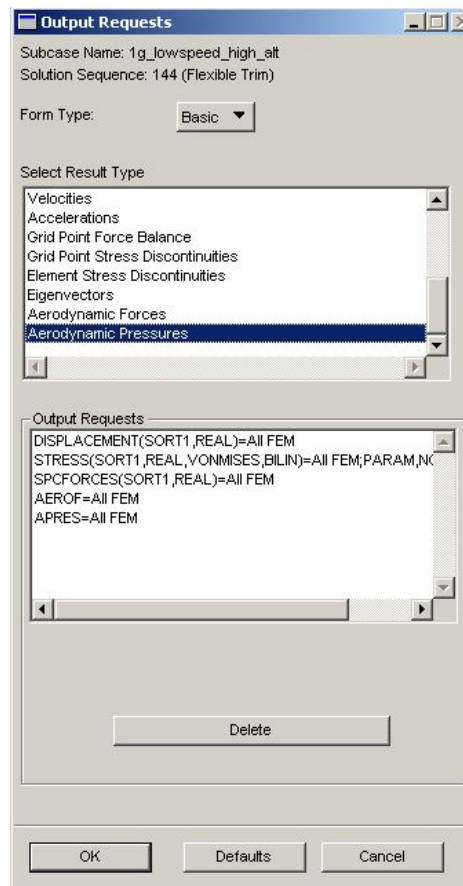 Output Requests
Subcase Name: 1g_lowspeed_high_alt
Solution Sequence: 144 (Flexible Trim)
Form Type: Basic
Select Result Type
Velocities
Accelerations
Grid Point Force Balance
Grid Point Stress Discontinuities
Element Stress Discontinuities
Eigenvectors
Aerodynamic Forces
Aerodynamic Pressures
Output Requests
DISPLACEMENT(SORT1,REAL)=All FEM
STRESS(SORT1,REAL,VONMISES,BILIN)=All FEM;PARAM,NO
SPCFORCES(SORT1,REAL)=All FEM
AEROF=All FEM
APRES=All FEM
Delete
OK Defaults Cancel